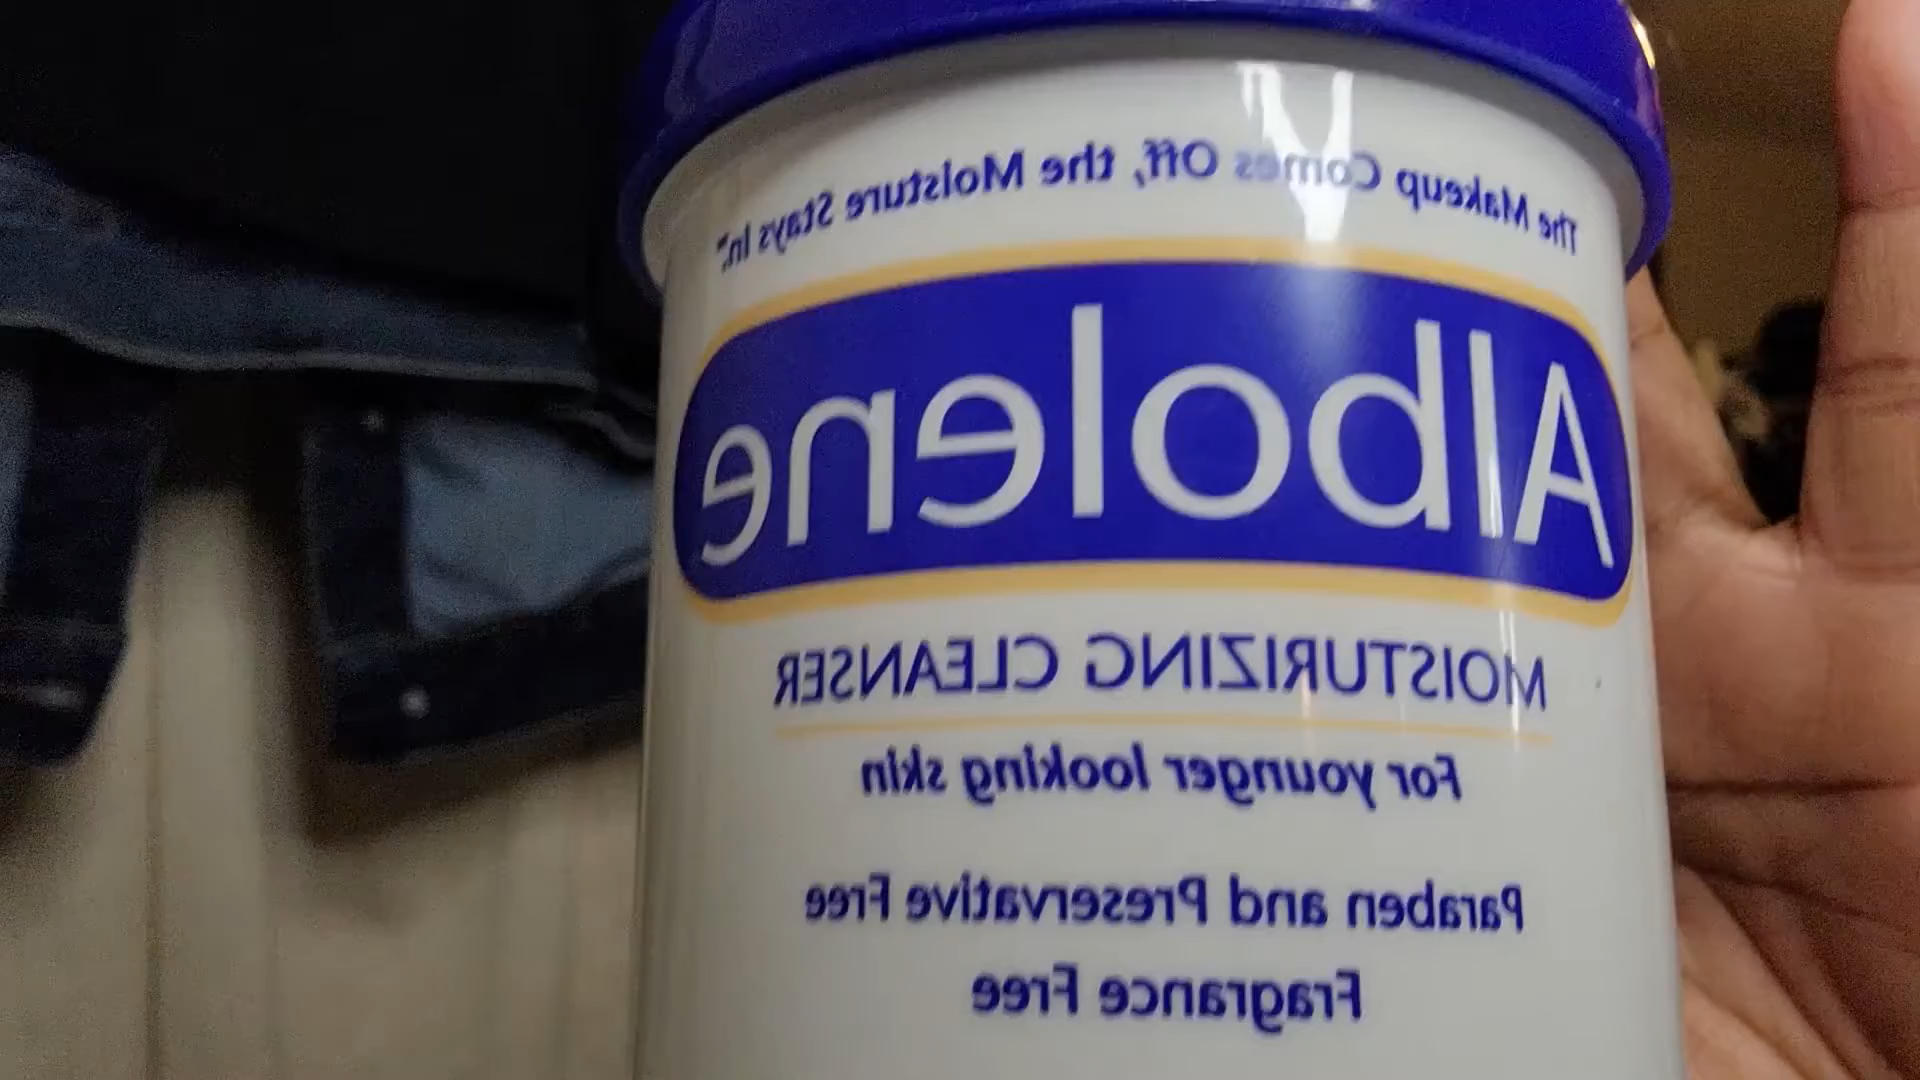 The Makeup Comes Off, the Moisture Stays In."
Albolene
MOISTURIZING CLEANSER
For younger looking skin
Paraben and Preservative Free
Fragrance Free